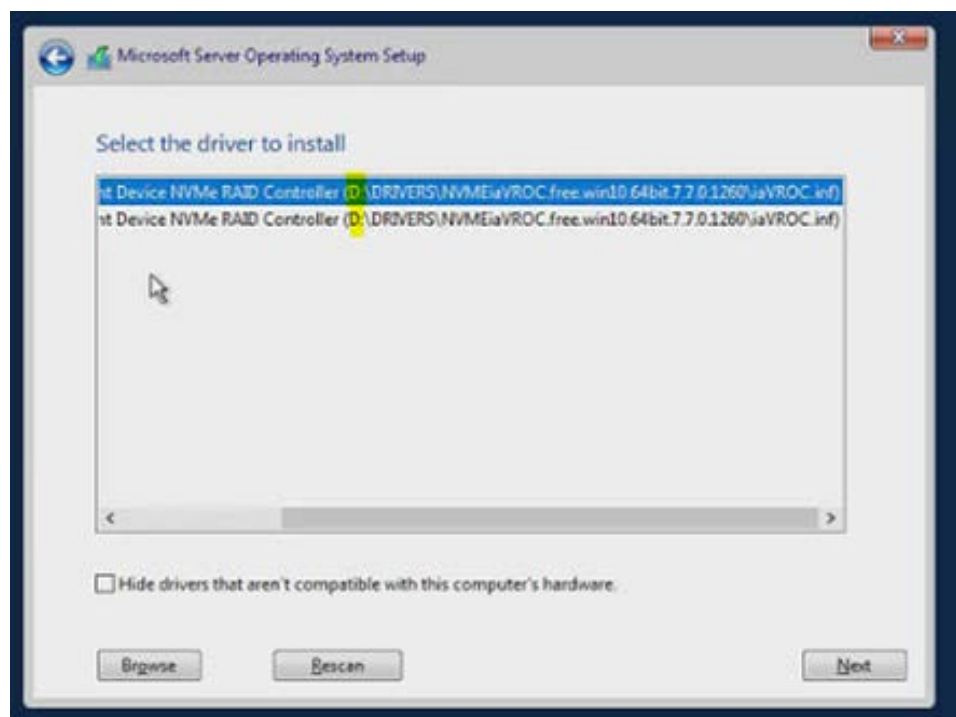 Microsoft Server Operating System Setup
Select the driver to install
nt Device NVMe RAID Controller (D:\DRIVERS\NVMEiaVROC.free.win10.64bit.7.7.0.1260\iaVROC.inf)
nt Device NVMe RAID Controller (D:\DRIVERS\NVMEiaVROC.free.win10.64bit.7.7.0.1260\iaVROC.inf)
Hide drivers that aren't compatible with this computer's hardware.
Browse Rescan Next